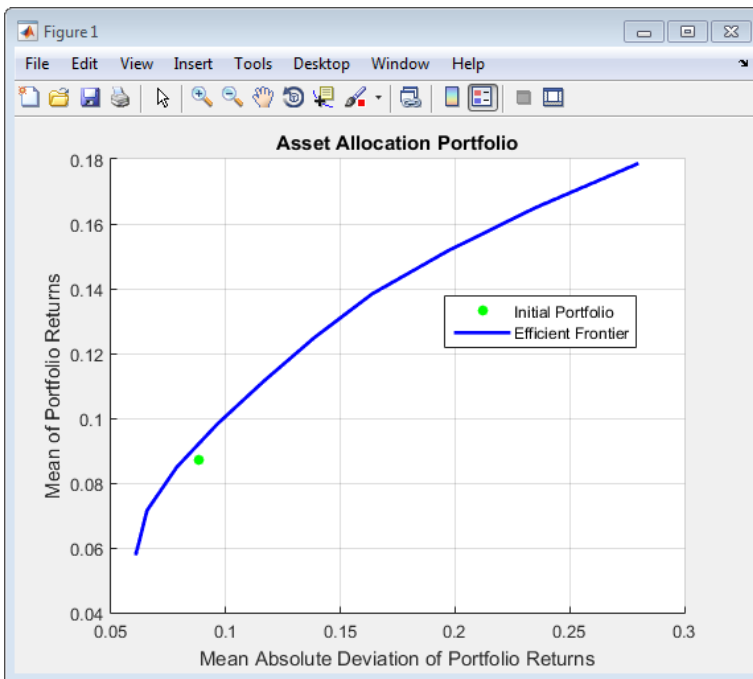 Figure 1
File Edit View Insert Tools Desktop Window Help
Asset Allocation Portfolio
0.18
0.16
0.14
0.12
0.1
0.08
0.06
0.04
Mean of Portfolio Returns
Initial Portfolio
Efficient Frontier
0.05 0.1 0.15 0.2 0.25 0.3
Mean Absolute Deviation of Portfolio Returns